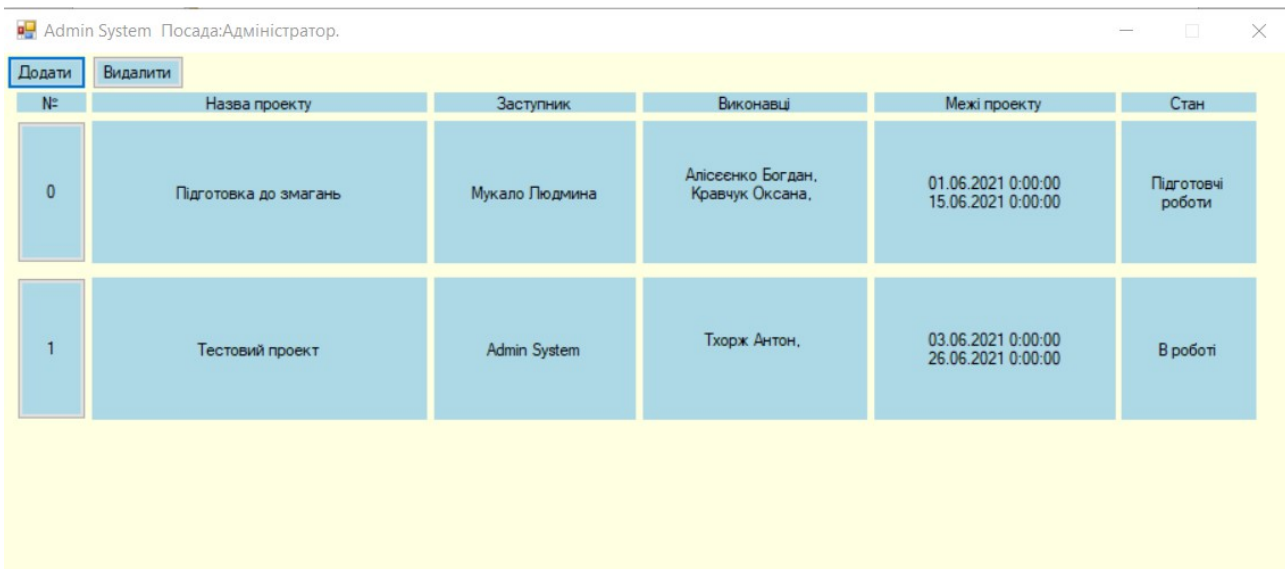 Admin System Посада:Адміністратор.
Додати Видалити
№ Назва проекту Заступник Виконавці Межі проекту Стан
0 Підготовка до змагань Мукало Людмина Алісєєнко Богдан, Кравчук Оксана, 01.06.2021 0:00:00 15.06.2021 0:00:00 Підготовчі роботи
1 Тестовий проект Admin System Тхорж Антон, 03.06.2021 0:00:00 26.06.2021 0:00:00 В роботі